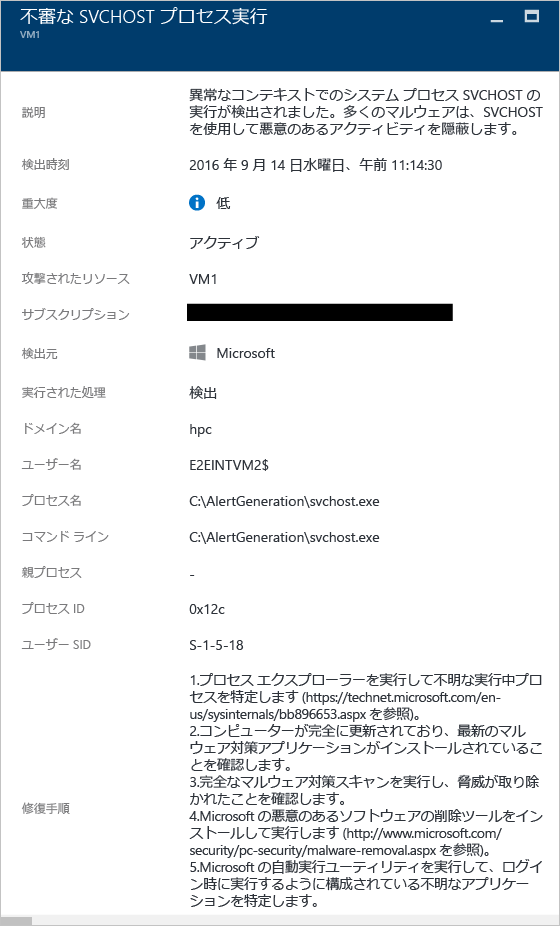 不審な SVCHOST プロセス実行
VM1
説明
異常なコンテキストでのシステム プロセス SVCHOST の
実行が検出されました。多くのマルウェアは、SVCHOST
を使用して悪意のあるアクティビティを隠蔽します。
検出時刻
2016 年 9 月 14 日水曜日、午前 11:14:30
重大度
低
状態
アクティブ
攻撃されたリソース
VM1
サブスクリプション
検出元
Microsoft
実行された処理
検出
ドメイン名
hpc
ユーザー名
E2EINTVM2$
プロセス名
C:\AlertGeneration\svchost.exe
コマンド ライン
C:\AlertGeneration\svchost.exe
親プロセス
-
プロセス ID
0x12c
ユーザー SID
S-1-5-18
修復手順
1.プロセス エクスプローラーを実行して不明な実行中プロ
セスを特定します (https://technet.microsoft.com/en-
us/sysinternals/bb896653.aspx を参照)。
2.コンピューターが完全に更新されており、最新のマル
ウェア対策アプリケーションがインストールされているこ
とを確認します。
3.完全なマルウェア対策スキャンを実行し、脅威が取り除
かれたことを確認します。
4.Microsoft の悪意のあるソフトウェアの削除ツールをイン
ストールして実行します (http://www.microsoft.com/
security/pc-security/malware-removal.aspx を参照)。
5.Microsoft の自動実行ユーティリティを実行して、ログイ
ン時に実行するように構成されている不明なアプリケー
ションを特定します。